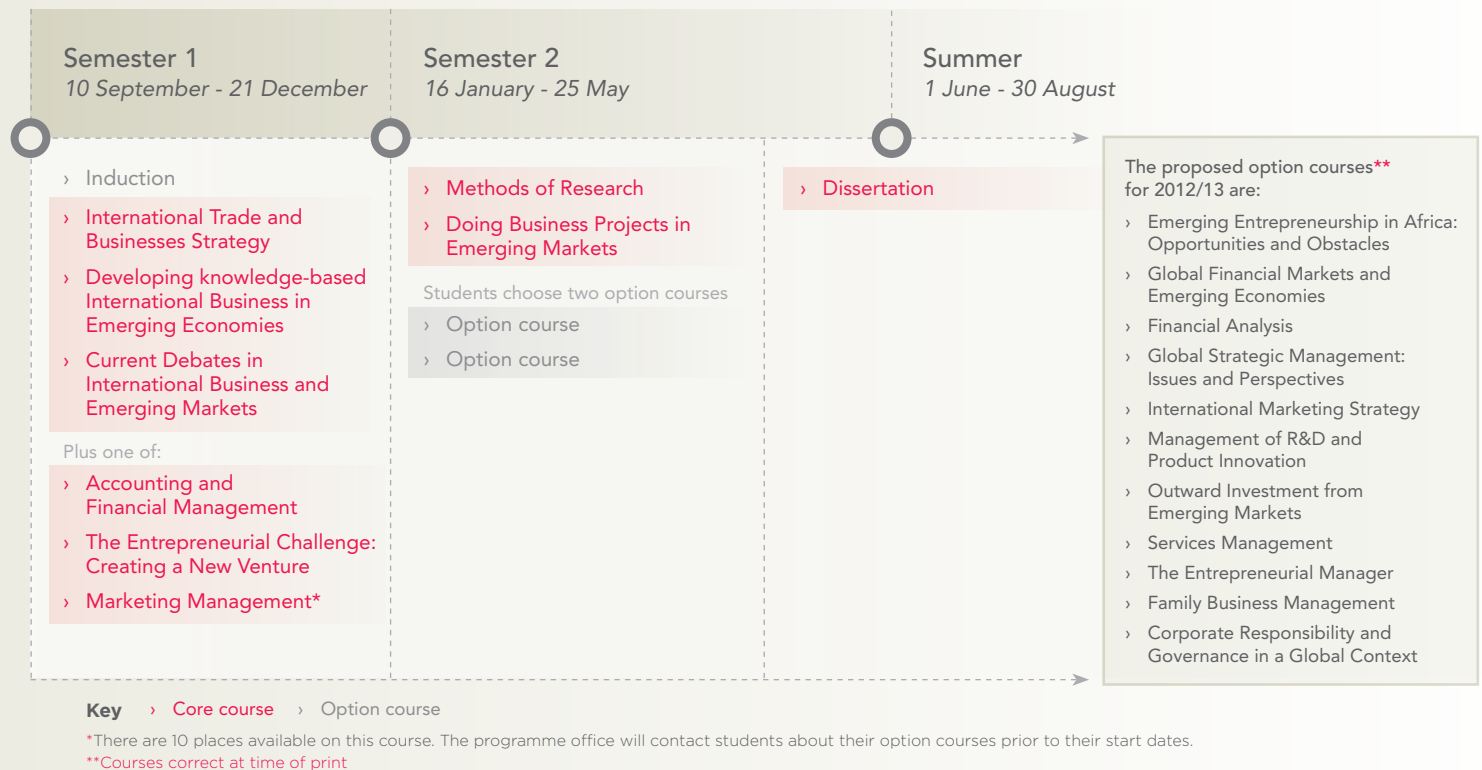 Semester 1
10 September - 21 December
Semester 2
16 January - 25 May
Summer
1 June - 30 August
› Induction
› International Trade and
Businesses Strategy
› Developing knowledge-based
International Business in
Emerging Economies
› Current Debates in
International Business and
Emerging Markets
Plus one of:
› Accounting and
Financial Management
› The Entrepreneurial Challenge:
Creating a New Venture
› Marketing Management*
› Methods of Research
› Doing Business Projects in
Emerging Markets
Students choose two option courses
› Option course
› Option course
› Dissertation
The proposed option courses**
for 2012/13 are:
› Emerging Entrepreneurship in Africa:
Opportunities and Obstacles
› Global Financial Markets and
Emerging Economies
› Financial Analysis
› Global Strategic Management:
Issues and Perspectives
› International Marketing Strategy
› Management of R&D and
Product Innovation
› Outward Investment from
Emerging Markets
› Services Management
› The Entrepreneurial Manager
› Family Business Management
› Corporate Responsibility and
Governance in a Global Context
Key › Core course › Option course
*There are 10 places available on this course. The programme office will contact students about their option courses prior to their start dates.
**Courses correct at time of print